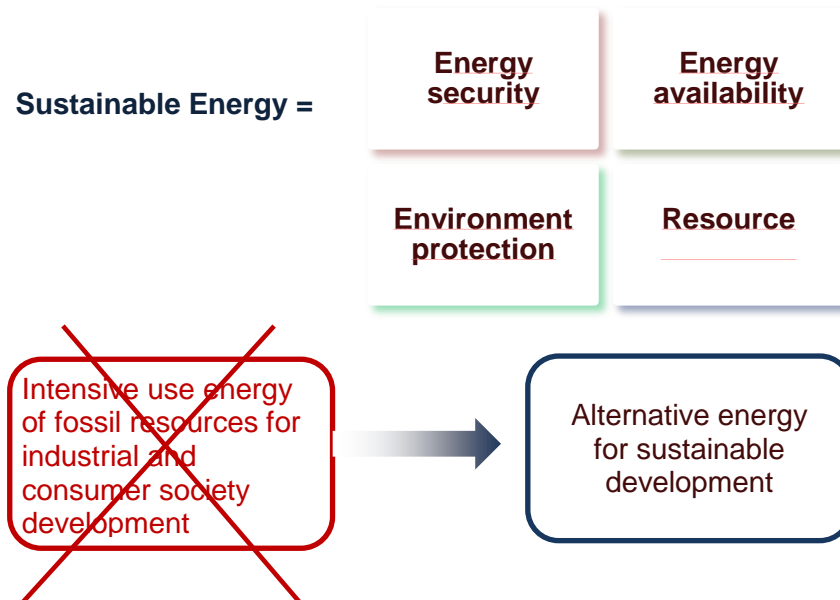 Sustainable Energy =
Energy
security
Energy
availability
Environment
protection
Resource
Intensive use energy
of fossil resources for
industrial and
consumer society
development
Alternative energy
for sustainable
development